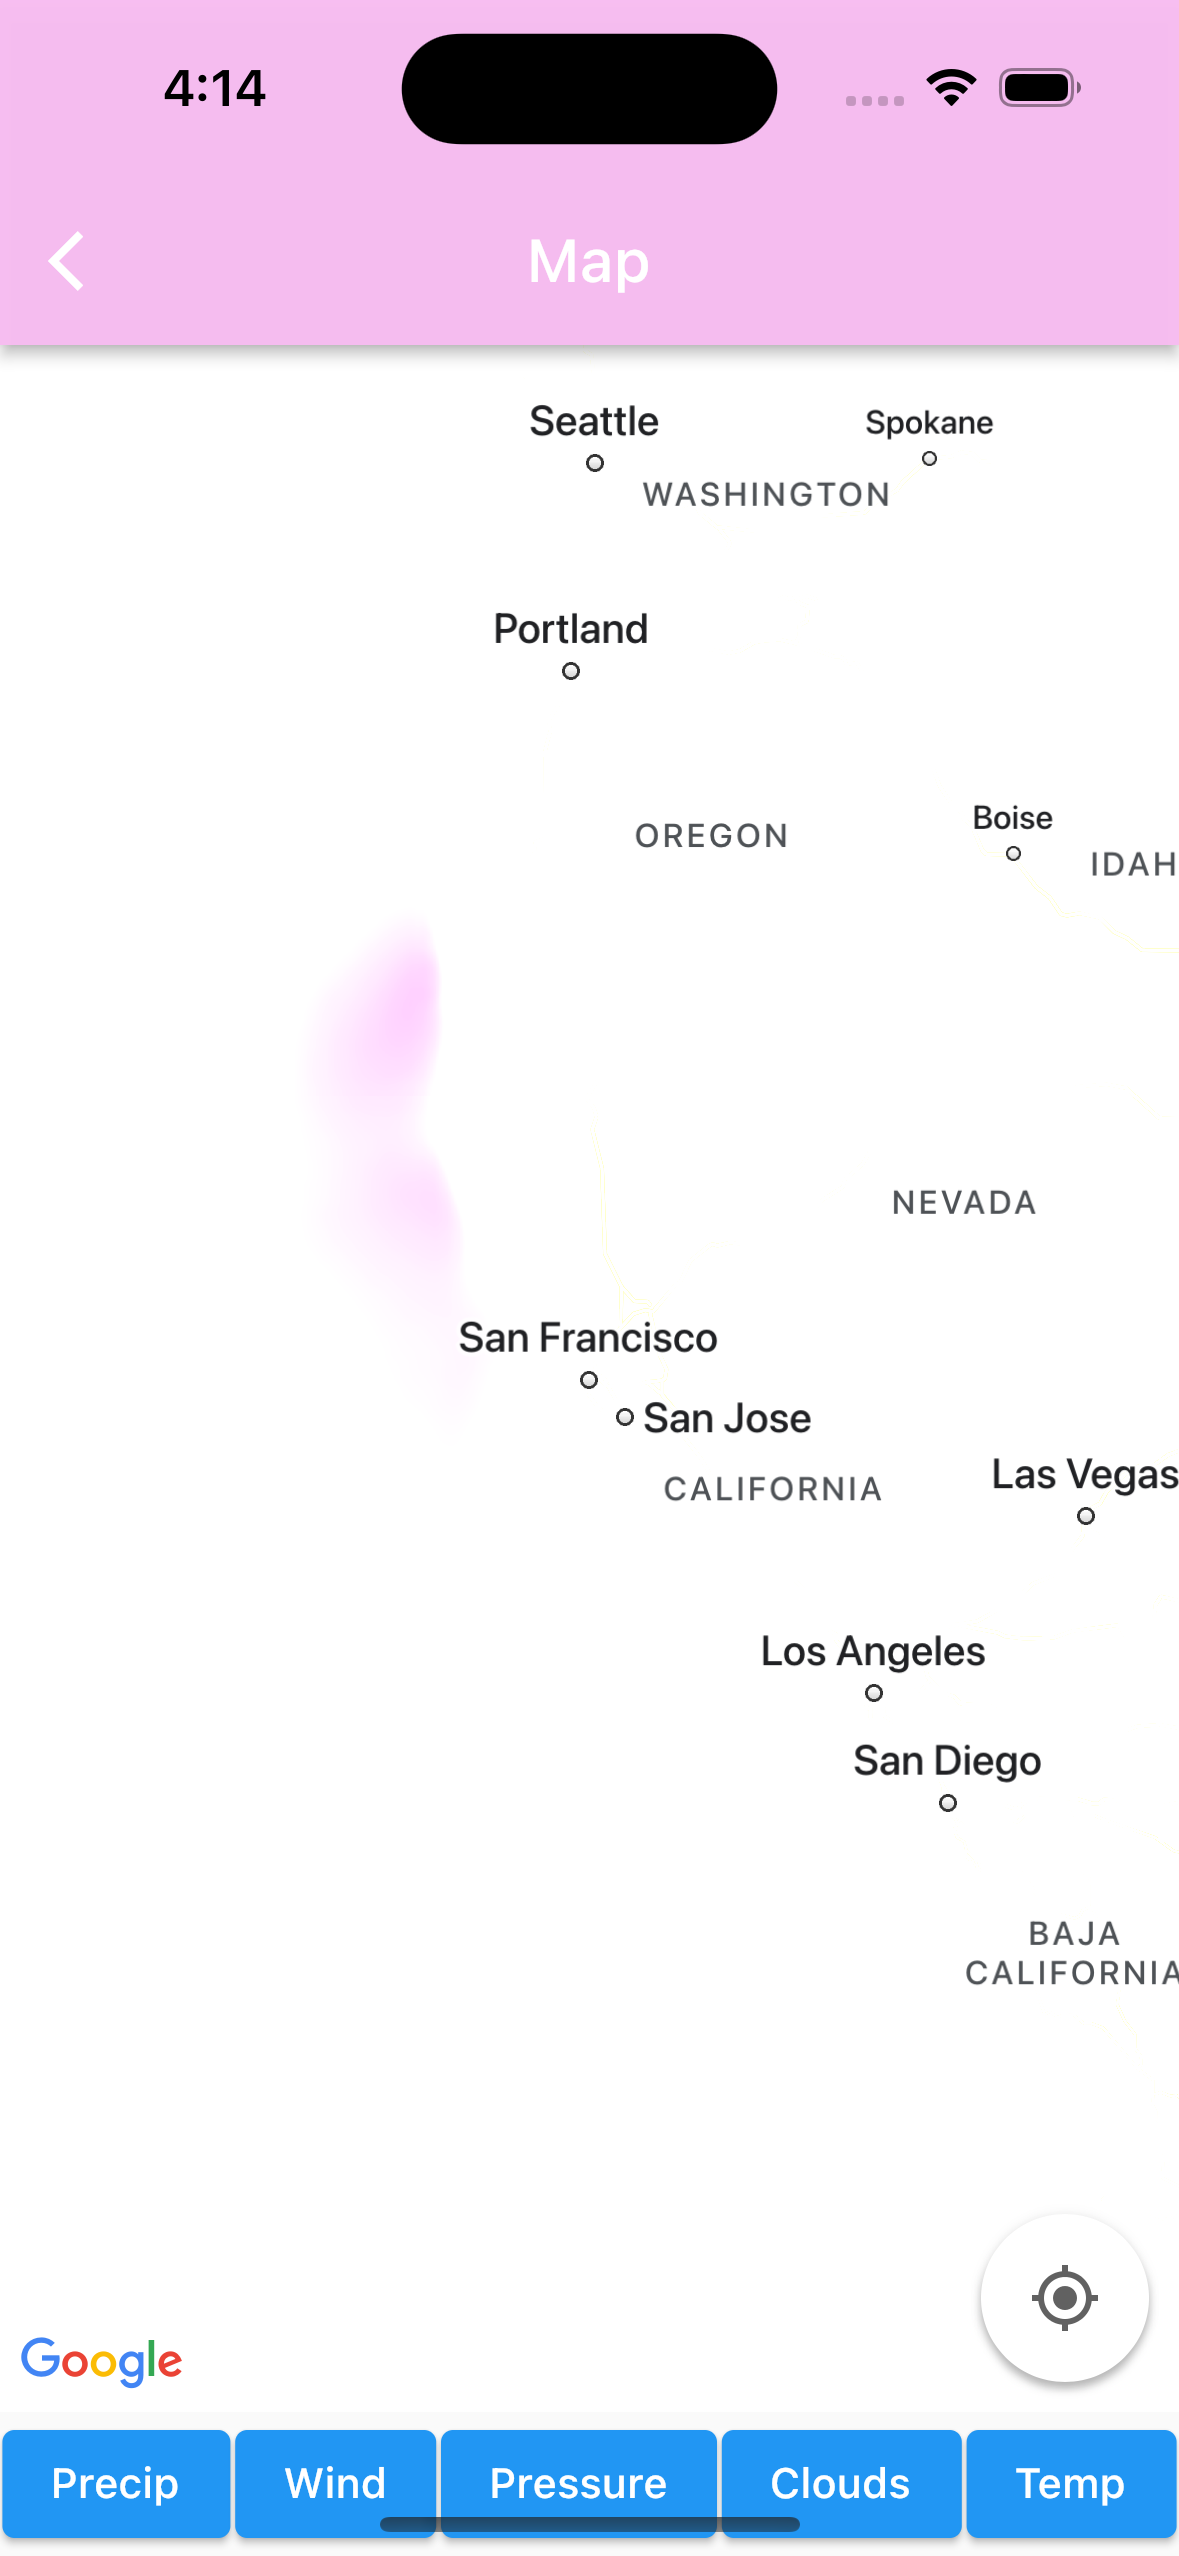 4:14
Map
Seattle
Spokane
WASHINGTON
Portland
Boise
OREGON
IDAH
NEVADA
San Francisco
San Jose
Las Vegas
CALIFORNIA
Los Angeles
San Diego
BAJA
CALIFORNIA
Google
Precip Wind Pressure Clouds Temp